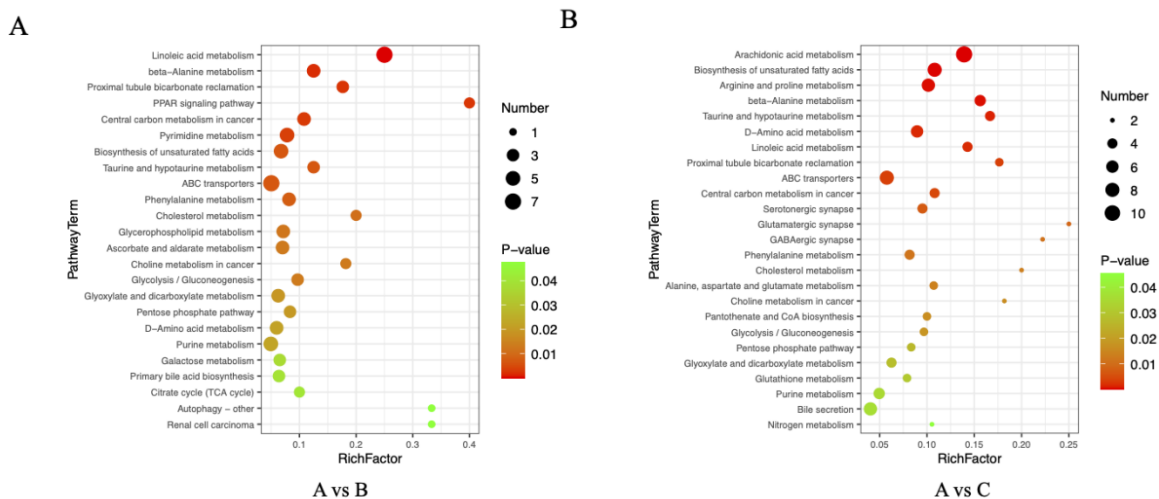 A
Linoleic acid metabolism
beta−Alanine metabolism
Proximal tubule bicarbonate reclamation
PPAR signaling pathway
Central carbon metabolism in cancer
Pyrimidine metabolism
Biosynthesis of unsaturated fatty acids
Taurine and hypotaurine metabolism
ABC transporters
Phenylalanine metabolism
Cholesterol metabolism
Glycerophospholipid metabolism
Ascorbate and aldarate metabolism
Choline metabolism in cancer
Glycolysis / Gluconeogenesis
Glyoxylate and dicarboxylate metabolism
Pentose phosphate pathway
D−Amino acid metabolism
Purine metabolism
Galactose metabolism
Primary bile acid biosynthesis
Citrate cycle (TCA cycle)
Autophagy − other
Renal cell carcinoma
PathwayTerm
0.1 0.2 0.3 0.4
RichFactor
Number
1
3
5
7
P−value
0.04
0.03
0.02
0.01
A vs B
B
Arachidonic acid metabolism
Biosynthesis of unsaturated fatty acids
Arginine and proline metabolism
beta−Alanine metabolism
Taurine and hypotaurine metabolism
D−Amino acid metabolism
Linoleic acid metabolism
Proximal tubule bicarbonate reclamation
ABC transporters
Central carbon metabolism in cancer
Serotonergic synapse
Glutamatergic synapse
GABAergic synapse
Phenylalanine metabolism
Cholesterol metabolism
Alanine, aspartate and glutamate metabolism
Choline metabolism in cancer
Pantothenate and CoA biosynthesis
Glycolysis / Gluconeogenesis
Pentose phosphate pathway
Glyoxylate and dicarboxylate metabolism
Glutathione metabolism
Purine metabolism
Bile secretion
Nitrogen metabolism
PathwayTerm
0.05 0.10 0.15 0.20 0.25
RichFactor
Number
2
4
6
8
10
P−value
0.04
0.03
0.02
0.01
A vs C